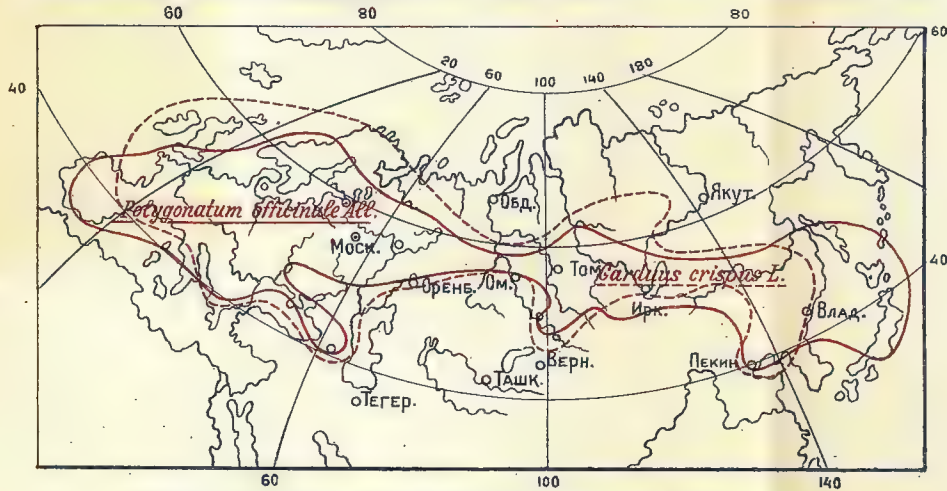 60 80 80 60
40 20 60 100 140 180
Обд. Якут.
Polygonatum officinale All.
Моск.
Оренб. Ом. Том. Carduus crispus L. 40
Ирк. Влад.
Верн. Пекин
Ташк.
Тегер.
60 100 140